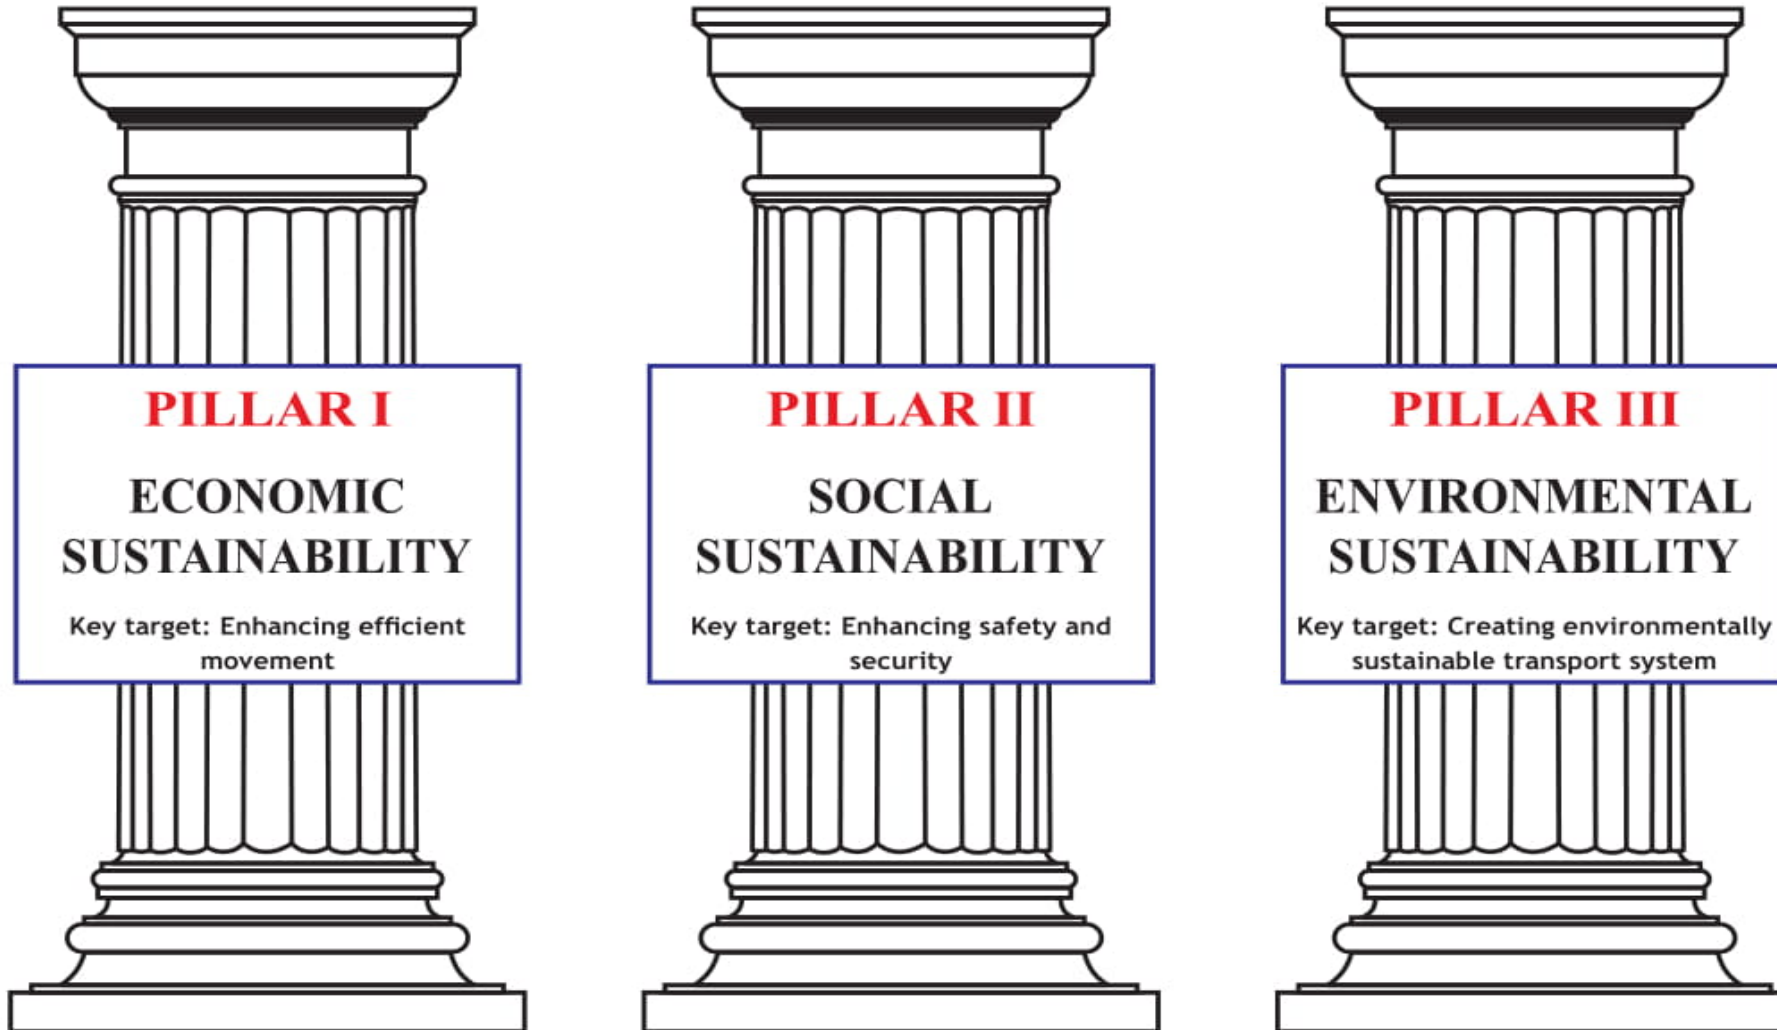 PILLAR I
ECONOMIC
SUSTAINABILITY
Key target: Enhancing efficient
movement
PILLAR II
SOCIAL
SUSTAINABILITY
Key target: Enhancing safety and
security
PILLAR III
ENVIRONMENTAL
SUSTAINABILITY
Key target: Creating environmentally
sustainable transport system